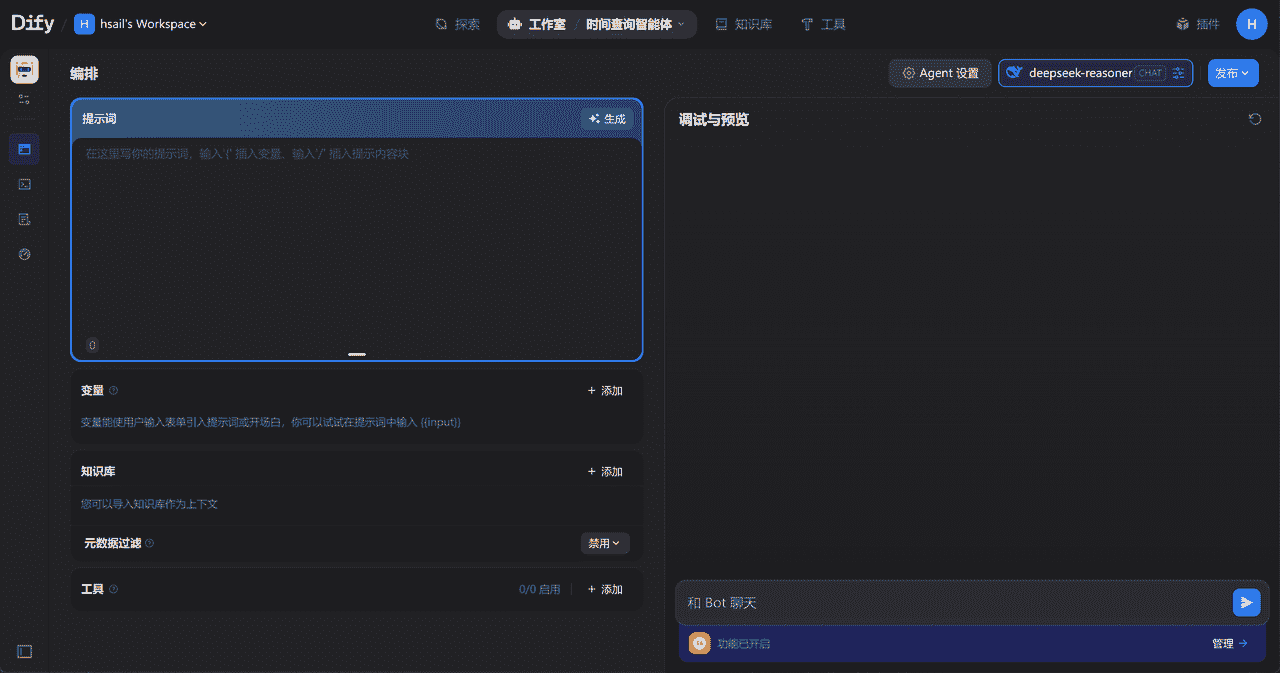 Dify / H hsail's Workspace
探索 工作室 / 时间查询智能体 知识库 工具
插件 H
编排
Agent 设置 deepseek-reasoner CHAT 发布
提示词 生成
在这里写你的提示词，输入'{' 插入变量、输入'/' 插入提示内容块
0
变量 + 添加
变量能使用户输入表单引入提示词或开场白，你可以试试在提示词中输入 {{input}}
知识库 + 添加
您可以导入知识库作为上下文
元数据过滤 禁用
工具 0/0 启用 + 添加
调试与预览
和 Bot 聊天
功能已开启 管理 →